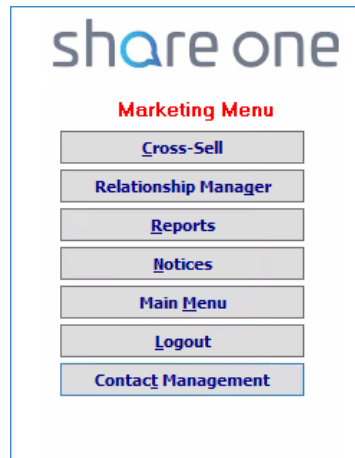 share one
Marketing Menu
Cross-Sell
Relationship Manager
Reports
Notices
Main Menu
Logout
Contact Management